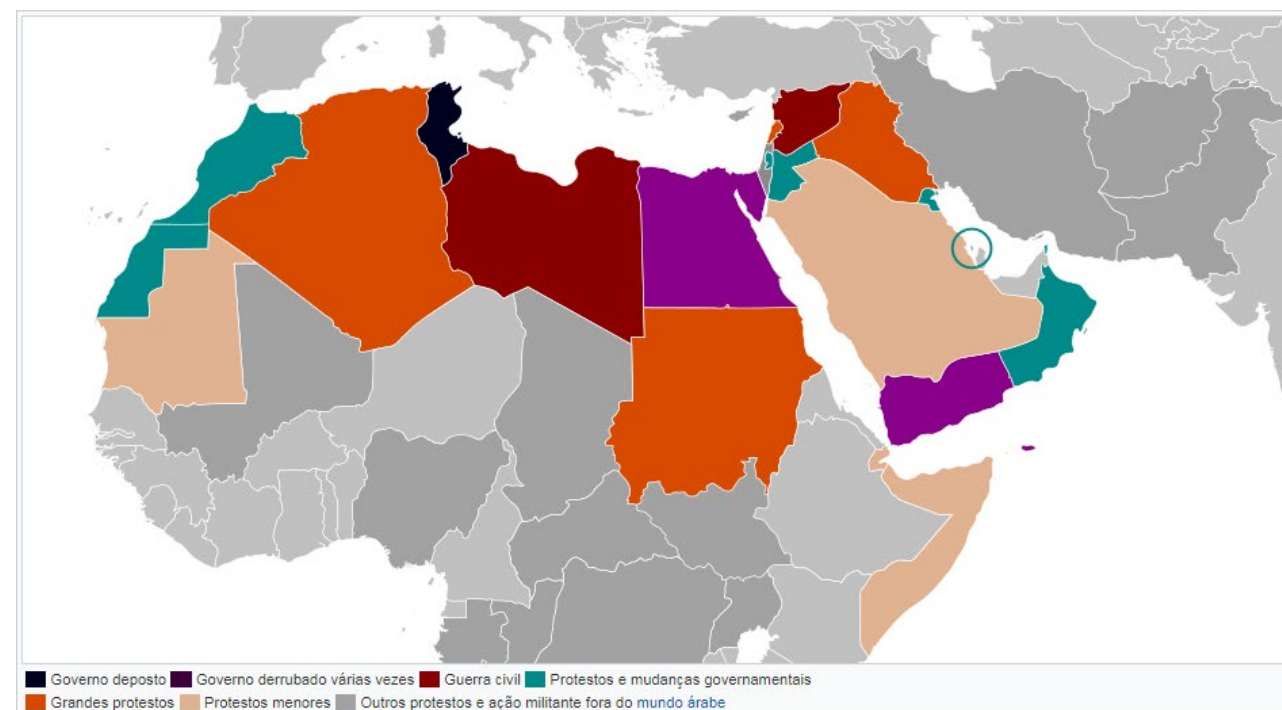 Governo deposto Governo derrubado várias vezes Guerra civil Protestos e mudanças governamentais
Grandes protestos Protestos menores Outros protestos e ação militante fora do mundo árabe